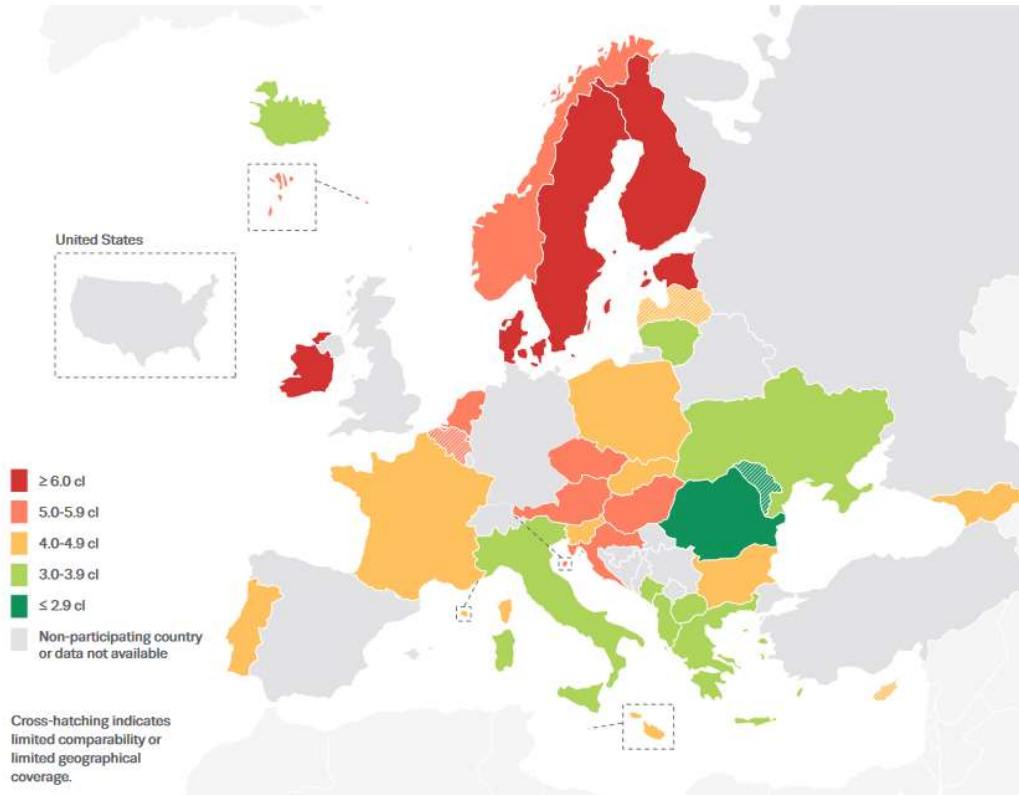 United States
≥ 6.0 cl
5.0-5.9 cl
4.0-4.9 cl
3.0-3.9 cl
≤ 2.9 cl
Non-participating country
or data not available
Cross-hatching indicates
limited comparability or
limited geographical
coverage.